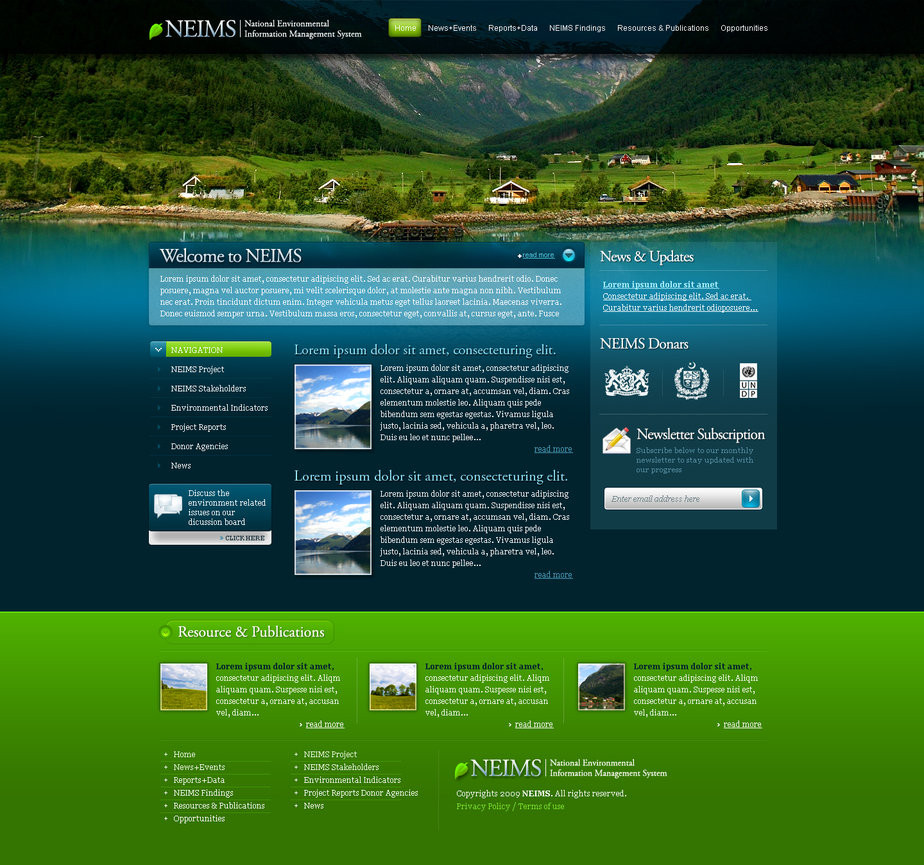 NEIMS
National Environmental
Information Management System
Home
News+Events
Reports+Data
NEIMS Findings
Resources & Publications
Opportunities
Welcome to NEIMS
read more
Lorem ipsum dolor sit amet, consectetur adipiscing elit. Sed ac erat. Curabitur varius hendrerit odio. Donec
posuere, magna vel auctor posuere, mi velit scelerisque dolor, at molestie ante magna non nibh. Vestibulum
nec erat. Proin tincidunt dictum enim. Integer vehicula metus eget tellus laoreet lacinia. Maecenas viverra.
Donec euismod semper urna. Vestibulum massa eros, consectetur eget, convallis at, cursus eget, ante. Fusce
NAVIGATION
NEIMS Project
NEIMS Stakeholders
Environmental Indicators
Project Reports
Donor Agencies
News
Discuss the
environment related
issues on our
dicussion board
» CLICK HERE
Lorem ipsum dolor sit amet, consecteturing elit.
Lorem ipsum dolor sit amet, consectetur adipiscing
elit. Aliquam aliquam quam. Suspendisse nisi est,
consectetur a, ornare at, accumsan vel, diam. Cras
elementum molestie leo. Aliquam quis pede
bibendum sem egestas egestas. Vivamus ligula
justo, lacinia sed, vehicula a, pharetra vel, leo.
Duis eu leo et nunc pellee...
read more
Lorem ipsum dolor sit amet, consecteturing elit.
Lorem ipsum dolor sit amet, consectetur adipiscing
elit. Aliquam aliquam quam. Suspendisse nisi est,
consectetur a, ornare at, accumsan vel, diam. Cras
elementum molestie leo. Aliquam quis pede
bibendum sem egestas egestas. Vivamus ligula
justo, lacinia sed, vehicula a, pharetra vel, leo.
Duis eu leo et nunc pellee...
read more
News & Updates
Lorem ipsum dolor sit amet
Consectetur adipiscing elit. Sed ac erat.
Curabitur varius hendrerit odioposuere...
NEIMS Donars
UN
DP
Newsletter Subscription
Subscribe below to our monthly
newsletter to stay updated with
our progress
Enter email address here
Resource & Publications
Lorem ipsum dolor sit amet,
consectetur adipiscing elit. Aliqm
aliquam quam. Suspesse nisi est,
consectetur a, ornare at, accusan
vel, diam...
read more
Lorem ipsum dolor sit amet,
consectetur adipiscing elit. Aliqm
aliquam quam. Suspesse nisi est,
consectetur a, ornare at, accusan
vel, diam...
read more
Lorem ipsum dolor sit amet,
consectetur adipiscing elit. Aliqm
aliquam quam. Suspesse nisi est,
consectetur a, ornare at, accusan
vel, diam...
read more
+ Home
+ News+Events
+ Reports+Data
+ NEIMS Findings
+ Resources & Publications
+ Opportunities
+ NEIMS Project
+ NEIMS Stakeholders
+ Environmental Indicators
+ Project Reports Donor Agencies
+ News
NEIMS
National Environmental
Information Management System
Copyrights 2009 NEIMS. All rights reserved.
Privacy Policy / Terms of use